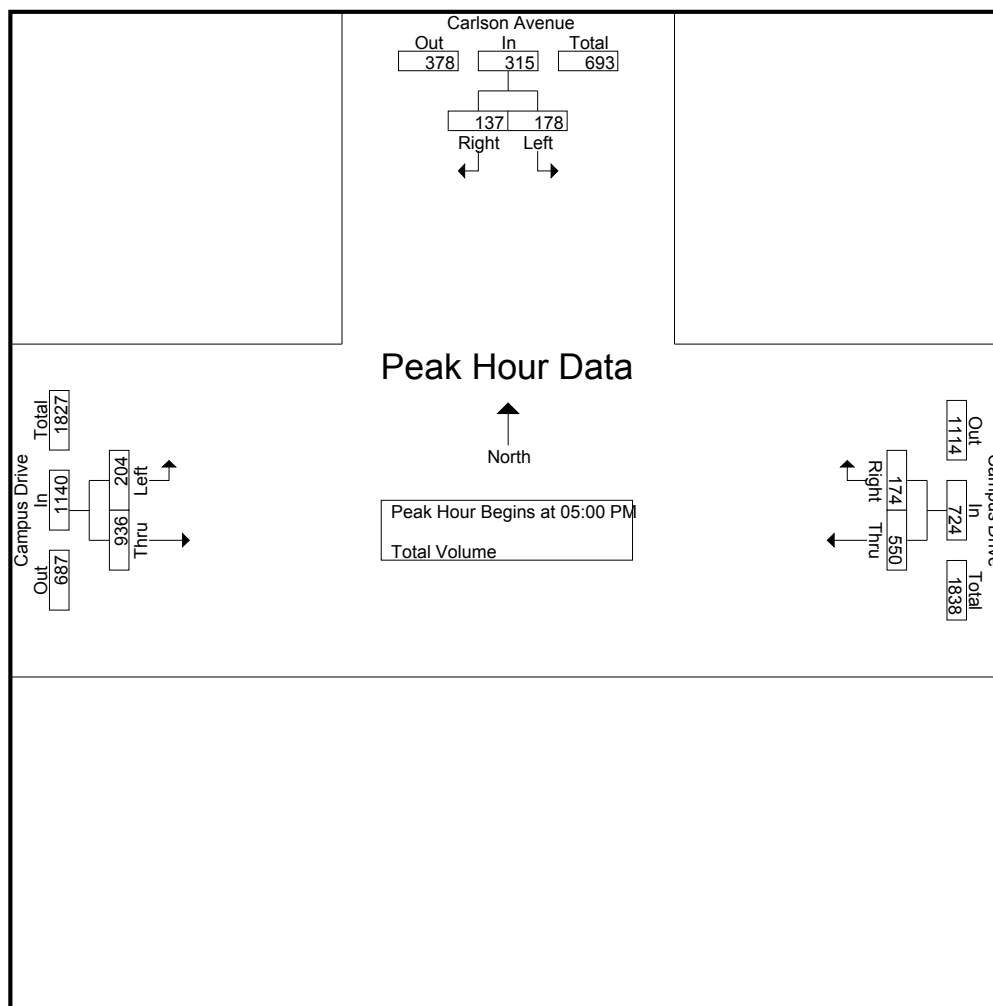 Carlson Avenue
Out In Total
378 315 693
137 178
Right Left
Peak Hour Data
North
Peak Hour Begins at 05:00 PM
Total Volume
Campus Drive
Out In Total
687 1140 1827
204 936
Left Thru
Campus Drive
Out In Total
1114 724 1838
174 550
Right Thru